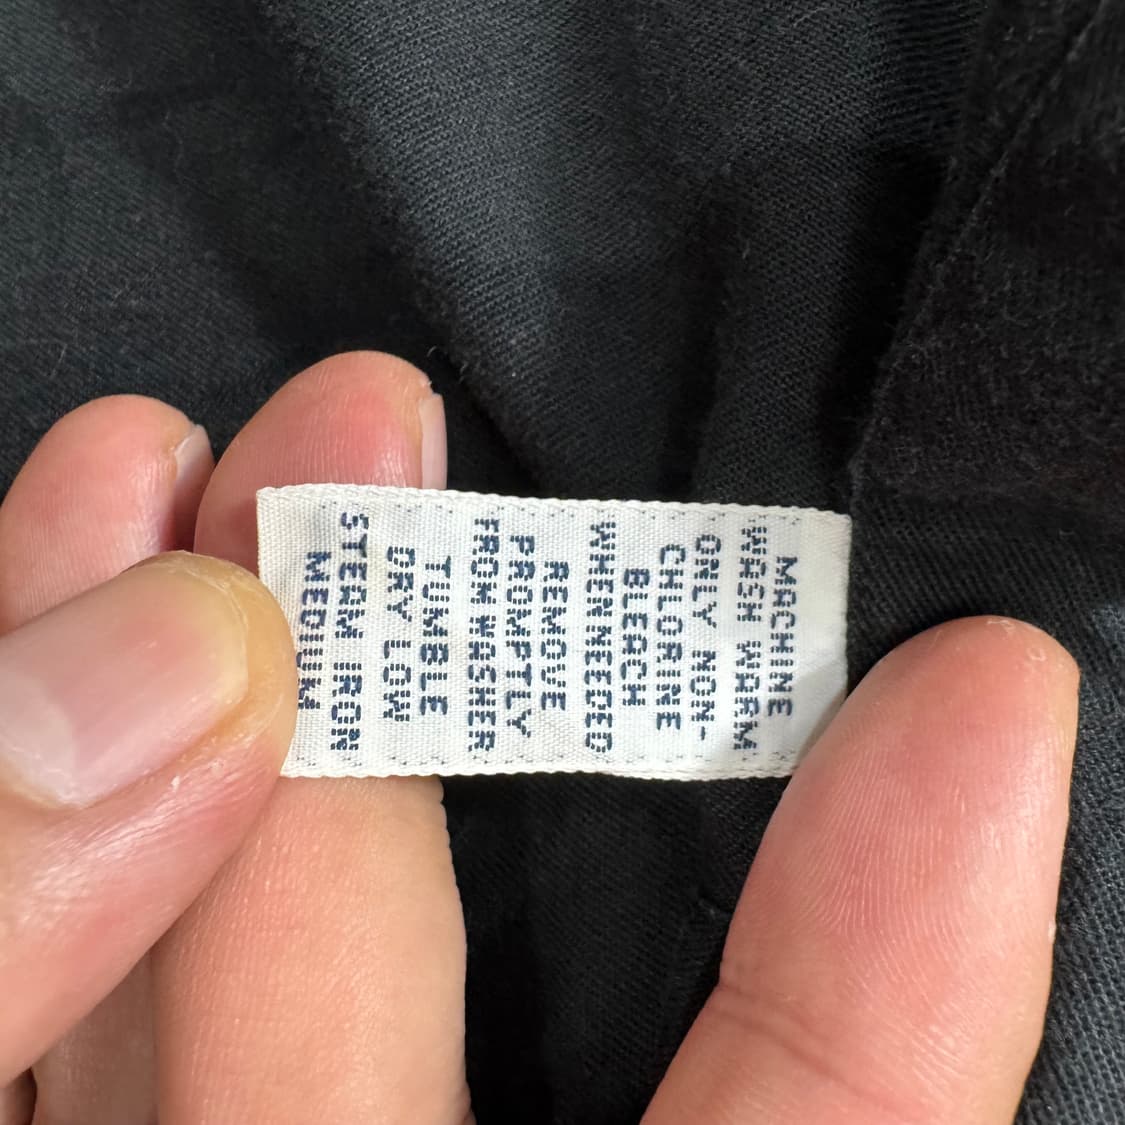 MACHINE
WASH WARM
ONLY NON-
CHLORINE
BLEACH
WHEN NEEDED
REMOVE
PROMPTLY
FROM WASHER
TUMBLE
DRY LOW
STEAM IRON
MEDIUM